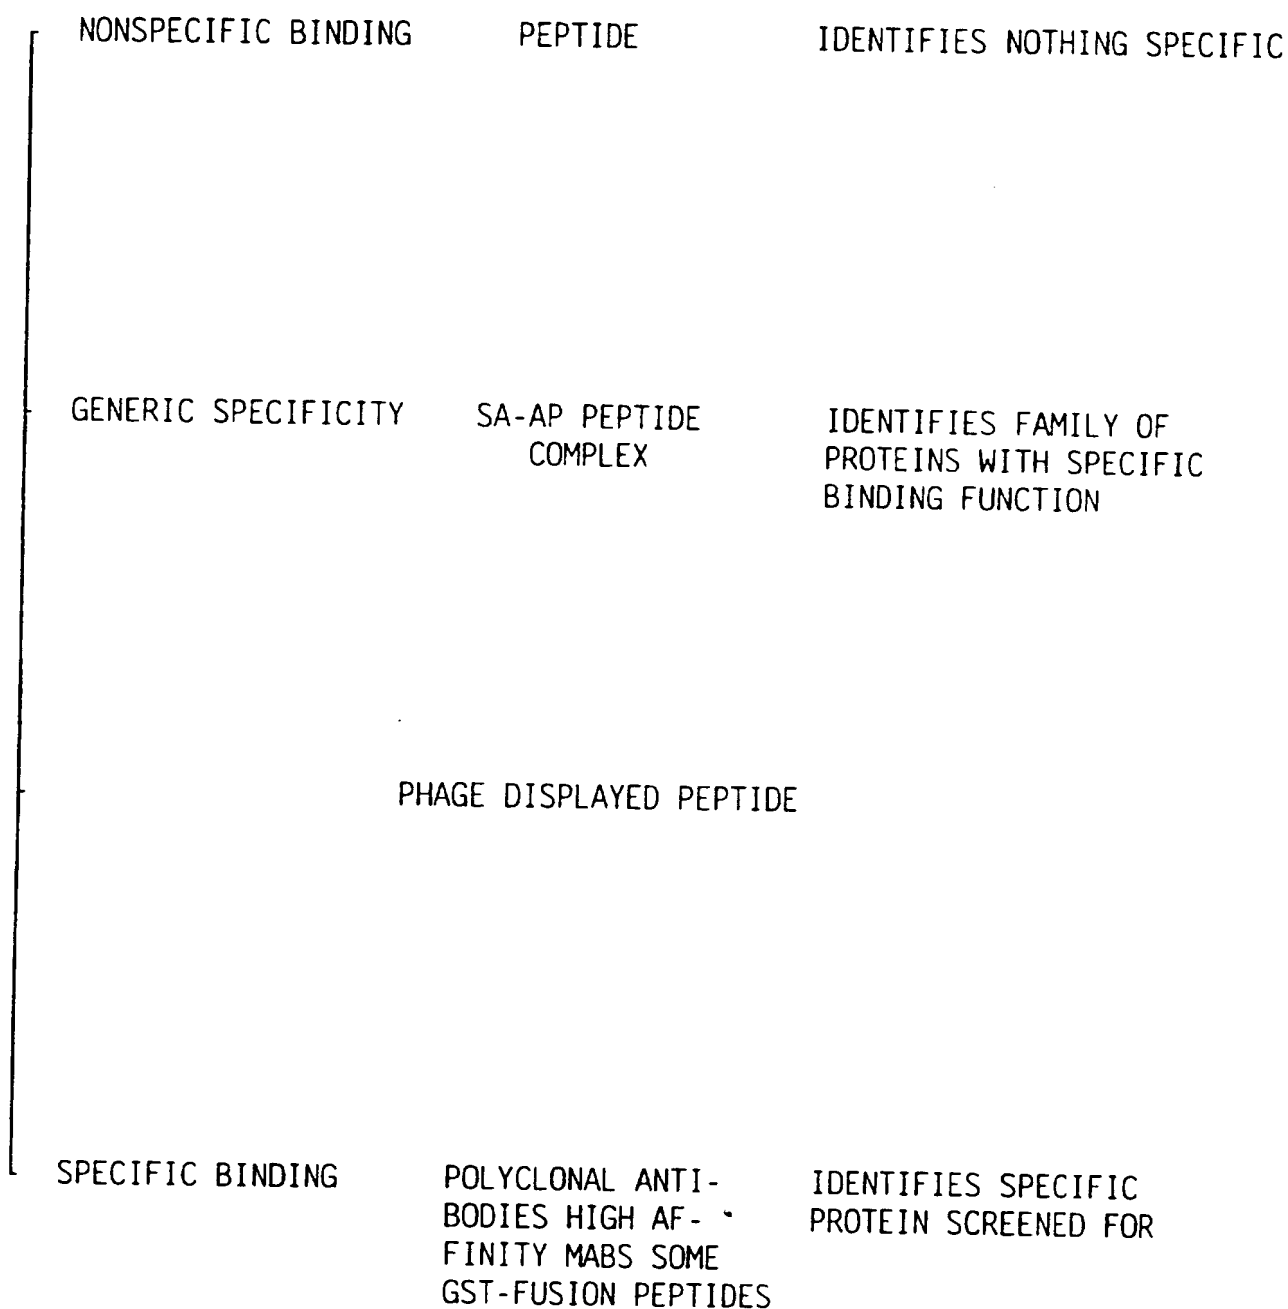 NONSPECIFIC BINDING PEPTIDE IDENTIFIES NOTHING SPECIFIC
GENERIC SPECIFICITY
SA-AP PEPTIDE
COMPLEX
IDENTIFIES FAMILY OF
PROTEINS WITH SPECIFIC
BINDING FUNCTION
PHAGE DISPLAYED PEPTIDE
SPECIFIC BINDING
POLYCLONAL ANTI-
BODIES HIGH AF-
FINITY MABS SOME
GST-FUSION PEPTIDES
IDENTIFIES SPECIFIC
PROTEIN SCREENED FOR